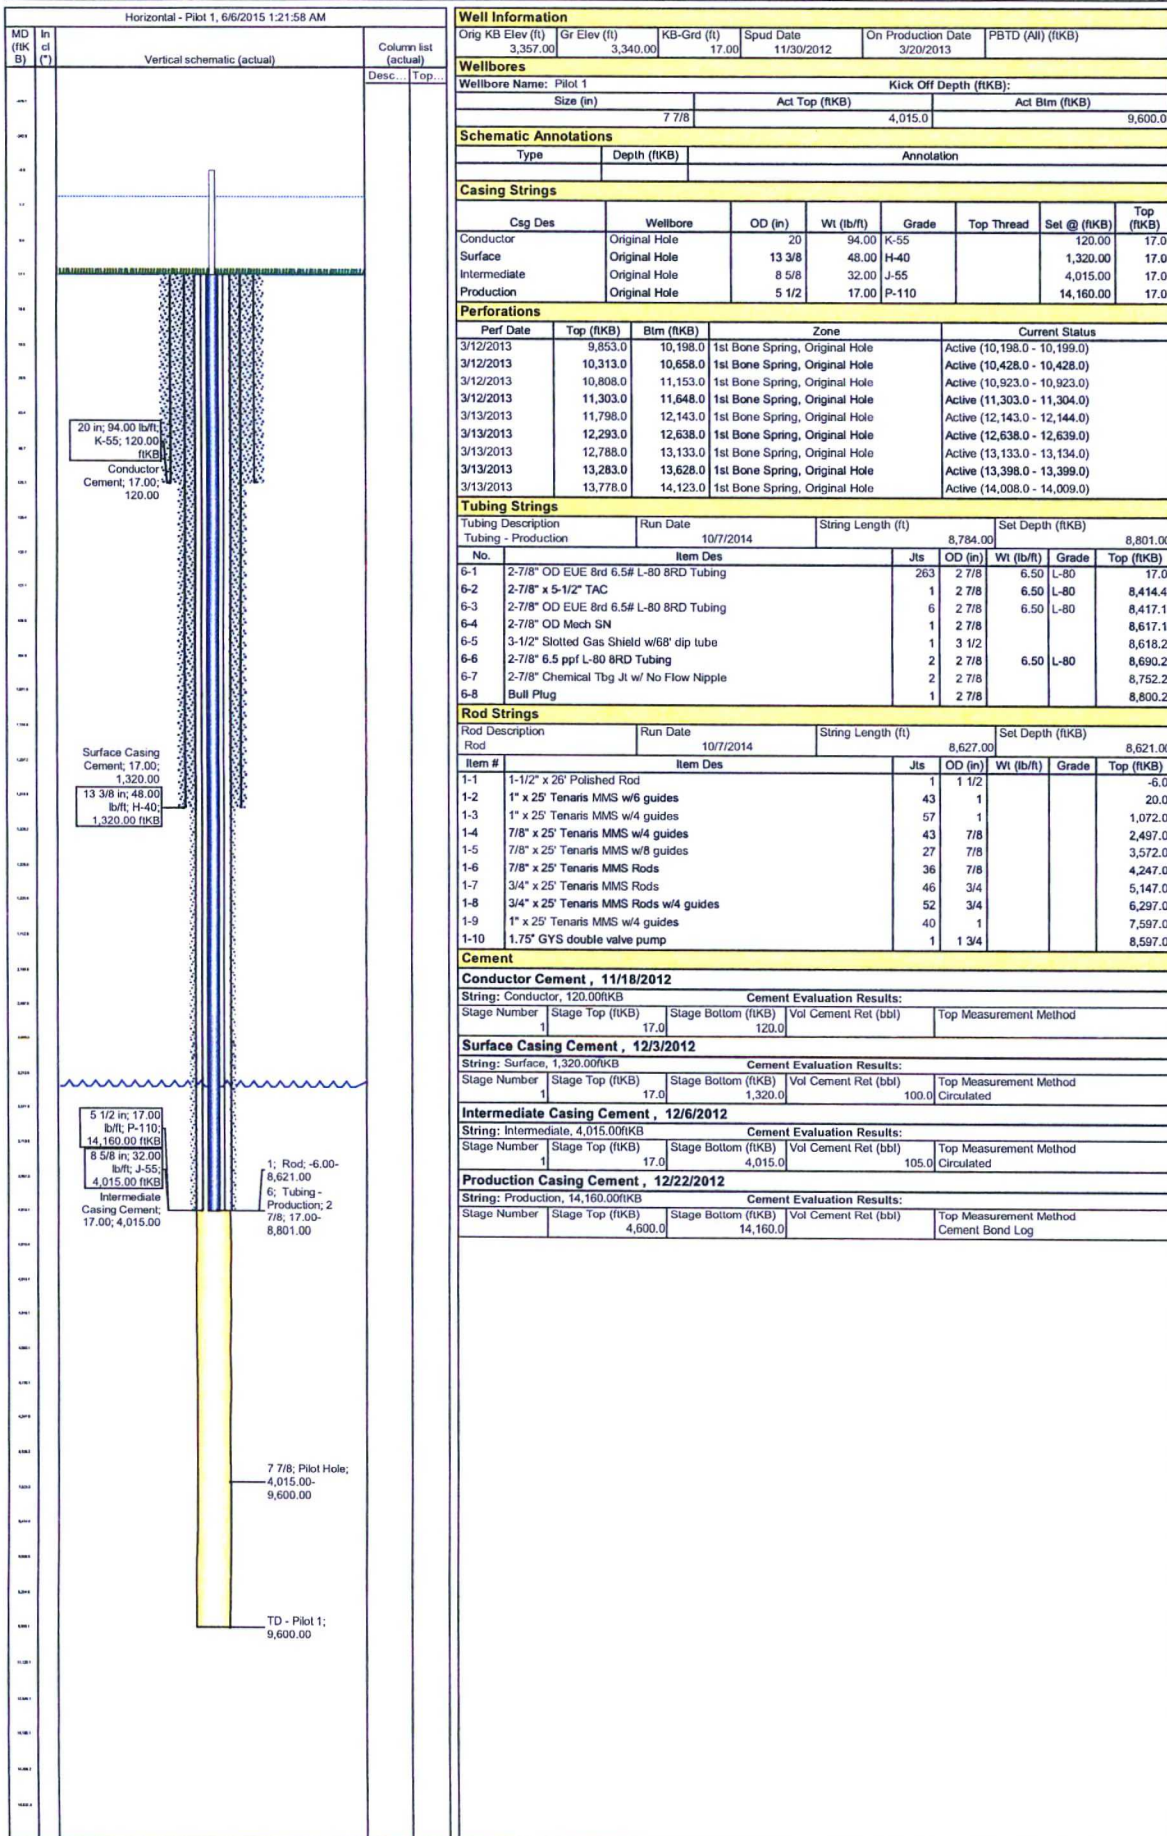 Horizontal - Pilot 1, 6/6/2015 1:21:58 AM
MD (ftKB)
Incl (°)
Vertical schematic (actual)
Column list (actual)
Desc... Top...
20 in; 94.00 lb/ft;
K-55; 120.00
ftKB
Conductor
Cement; 17.00;
120.00
Surface Casing
Cement; 17.00;
1,320.00
13 3/8 in; 48.00
lb/ft; H-40;
1,320.00 ftKB
5 1/2 in; 17.00
lb/ft; P-110;
14,160.00 ftKB
8 5/8 in; 32.00
lb/ft; J-55;
4,015.00 ftKB
Intermediate
Casing Cement;
17.00; 4,015.00
1; Rod; -6.00-
8,621.00
6; Tubing -
Production; 2
7/8; 17.00-
8,801.00
7 7/8; Pilot Hole;
4,015.00-
9,600.00
TD - Pilot 1;
9,600.00
Well Information
Orig KB Elev (ft) Gr Elev (ft) KB-Grd (ft) Spud Date On Production Date PBTD (All) (ftKB)
3,357.00 3,340.00 17.00 11/30/2012 3/20/2013
Wellbores
Wellbore Name: Pilot 1 Kick Off Depth (ftKB):
Size (in) Act Top (ftKB) Act Btm (ftKB)
7 7/8 4,015.0 9,600.0
Schematic Annotations
Type Depth (ftKB) Annotation
Casing Strings
Csg Des Wellbore OD (in) Wt (lb/ft) Grade Top Thread Set @ (ftKB) Top (ftKB)
Conductor Original Hole 20 94.00 K-55 120.00 17.0
Surface Original Hole 13 3/8 48.00 H-40 1,320.00 17.0
Intermediate Original Hole 8 5/8 32.00 J-55 4,015.00 17.0
Production Original Hole 5 1/2 17.00 P-110 14,160.00 17.0
Perforations
Perf Date Top (ftKB) Btm (ftKB) Zone Current Status
3/12/2013 9,853.0 10,198.0 1st Bone Spring, Original Hole Active (10,198.0 - 10,199.0)
3/12/2013 10,313.0 10,658.0 1st Bone Spring, Original Hole Active (10,428.0 - 10,428.0)
3/12/2013 10,808.0 11,153.0 1st Bone Spring, Original Hole Active (10,923.0 - 10,923.0)
3/12/2013 11,303.0 11,648.0 1st Bone Spring, Original Hole Active (11,303.0 - 11,304.0)
3/13/2013 11,798.0 12,143.0 1st Bone Spring, Original Hole Active (12,143.0 - 12,144.0)
3/13/2013 12,293.0 12,638.0 1st Bone Spring, Original Hole Active (12,638.0 - 12,639.0)
3/13/2013 12,788.0 13,133.0 1st Bone Spring, Original Hole Active (13,133.0 - 13,134.0)
3/13/2013 13,283.0 13,628.0 1st Bone Spring, Original Hole Active (13,398.0 - 13,399.0)
3/13/2013 13,778.0 14,123.0 1st Bone Spring, Original Hole Active (14,008.0 - 14,009.0)
Tubing Strings
Tubing Description Run Date String Length (ft) Set Depth (ftKB)
Tubing - Production 10/7/2014 8,784.00 8,801.00
No. Item Des Jts OD (in) Wt (lb/ft) Grade Top (ftKB)
6-1 2-7/8" OD EUE 8rd 6.5# L-80 8RD Tubing 263 2 7/8 6.50 L-80 17.0
6-2 2-7/8" x 5-1/2" TAC 1 2 7/8 6.50 L-80 8,414.4
6-3 2-7/8" OD EUE 8rd 6.5# L-80 8RD Tubing 6 2 7/8 6.50 L-80 8,417.1
6-4 2-7/8" OD Mech SN 1 2 7/8 8,617.1
6-5 3-1/2" Slotted Gas Shield w/68' dip tube 1 3 1/2 8,618.2
6-6 2-7/8" 6.5 ppf L-80 8RD Tubing 2 2 7/8 6.50 L-80 8,690.2
6-7 2-7/8" Chemical Tbg Jt w/ No Flow Nipple 2 2 7/8 8,752.2
6-8 Bull Plug 1 2 7/8 8,800.2
Rod Strings
Rod Description Run Date String Length (ft) Set Depth (ftKB)
Rod 10/7/2014 8,627.00 8,621.00
Item # Item Des Jts OD (in) Wt (lb/ft) Grade Top (ftKB)
1-1 1-1/2" x 26' Polished Rod 1 1 1/2 -6.0
1-2 1" x 25' Tenaris MMS w/6 guides 43 1 20.0
1-3 1" x 25' Tenaris MMS w/4 guides 57 1 1,072.0
1-4 7/8" x 25' Tenaris MMS w/4 guides 43 7/8 2,497.0
1-5 7/8" x 25' Tenaris MMS w/8 guides 27 7/8 3,572.0
1-6 7/8" x 25' Tenaris MMS Rods 36 7/8 4,247.0
1-7 3/4" x 25' Tenaris MMS Rods 46 3/4 5,147.0
1-8 3/4" x 25' Tenaris MMS Rods w/4 guides 52 3/4 6,297.0
1-9 1" x 25' Tenaris MMS w/4 guides 40 1 7,597.0
1-10 1.75" GYS double valve pump 1 1 3/4 8,597.0
Cement
Conductor Cement , 11/18/2012
String: Conductor, 120.00ftKB Cement Evaluation Results:
Stage Number Stage Top (ftKB) Stage Bottom (ftKB) Vol Cement Ret (bbl) Top Measurement Method
1 17.0 120.0
Surface Casing Cement , 12/3/2012
String: Surface, 1,320.00ftKB Cement Evaluation Results:
Stage Number Stage Top (ftKB) Stage Bottom (ftKB) Vol Cement Ret (bbl) Top Measurement Method
1 17.0 1,320.0 100.0 Circulated
Intermediate Casing Cement , 12/6/2012
String: Intermediate, 4,015.00ftKB Cement Evaluation Results:
Stage Number Stage Top (ftKB) Stage Bottom (ftKB) Vol Cement Ret (bbl) Top Measurement Method
1 17.0 4,015.0 105.0 Circulated
Production Casing Cement , 12/22/2012
String: Production, 14,160.00ftKB Cement Evaluation Results:
Stage Number Stage Top (ftKB) Stage Bottom (ftKB) Vol Cement Ret (bbl) Top Measurement Method
4,600.0 14,160.0 Cement Bond Log